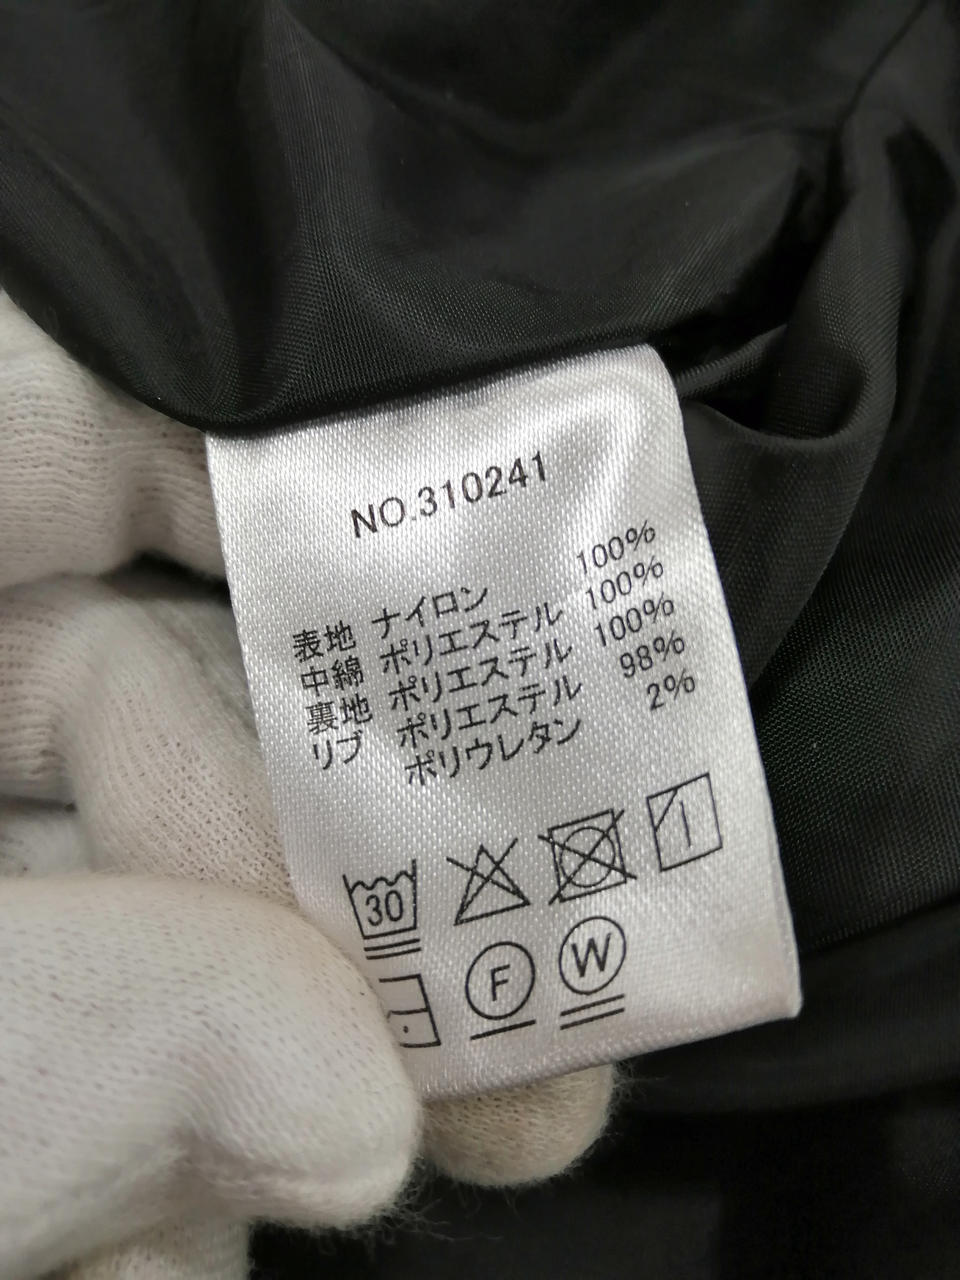 NO.310241
表地 ナイロン 100%
中綿 ポリエステル 100%
裏地 ポリエステル 100%
リブ ポリエステル 98%
ポリウレタン 2%
30
F W